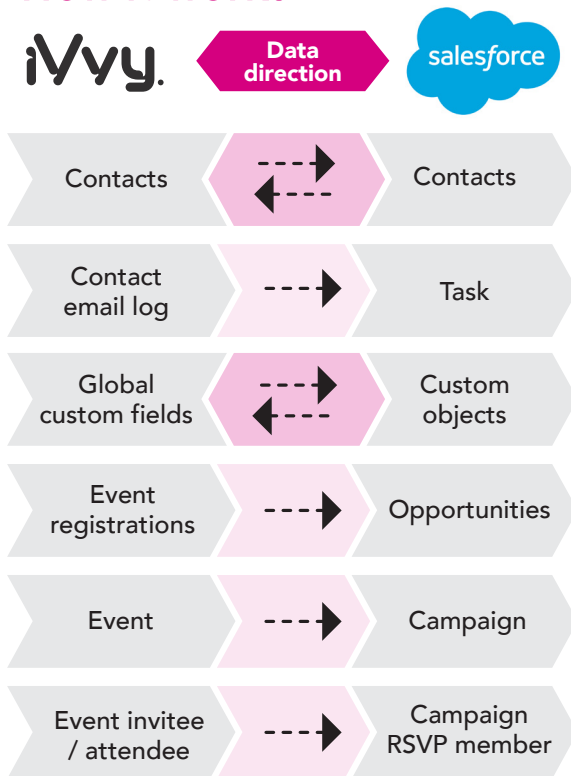 iVvy.
Data
direction
salesforce
Contacts
Contacts
Contact
email log
Task
Global
custom fields
Custom
objects
Event
registrations
Opportunities
Event
Campaign
Event invitee
/ attendee
Campaign
RSVP member